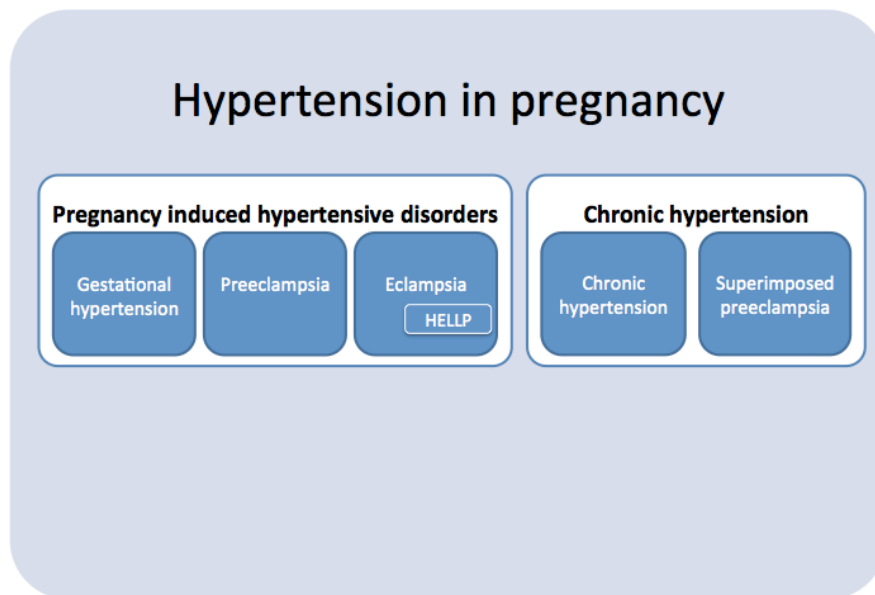 Hypertension in pregnancy
Pregnancy induced hypertensive disorders
Gestational
hypertension
Preeclampsia
Eclampsia
HELLP
Chronic hypertension
Chronic
hypertension
Superimposed
preeclampsia